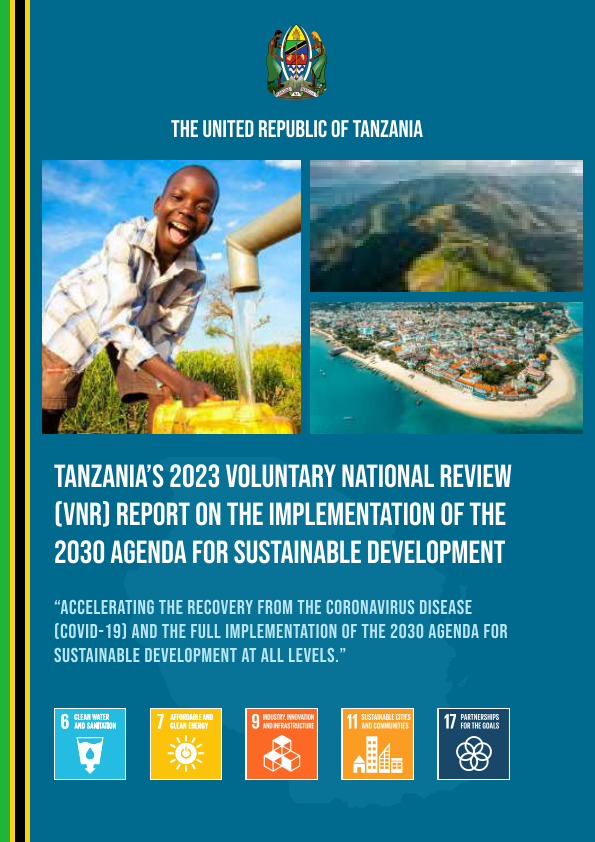 THE UNITED REPUBLIC OF TANZANIA
TANZANIA'S 2023 VOLUNTARY NATIONAL REVIEW
(VNR) REPORT ON THE IMPLEMENTATION OF THE
2030 AGENDA FOR SUSTAINABLE DEVELOPMENT
“ACCELERATING THE RECOVERY FROM THE CORONAVIRUS DISEASE
(COVID-19) AND THE FULL IMPLEMENTATION OF THE 2030 AGENDA FOR
SUSTAINABLE DEVELOPMENT AT ALL LEVELS.”
6 CLEAN WATER
AND SANITATION
7 AFFORDABLE AND
CLEAN ENERGY
9 INDUSTRY, INNOVATION
AND INFRASTRUCTURE
11 SUSTAINABLE CITIES
AND COMMUNITIES
17 PARTNERSHIPS
FOR THE GOALS